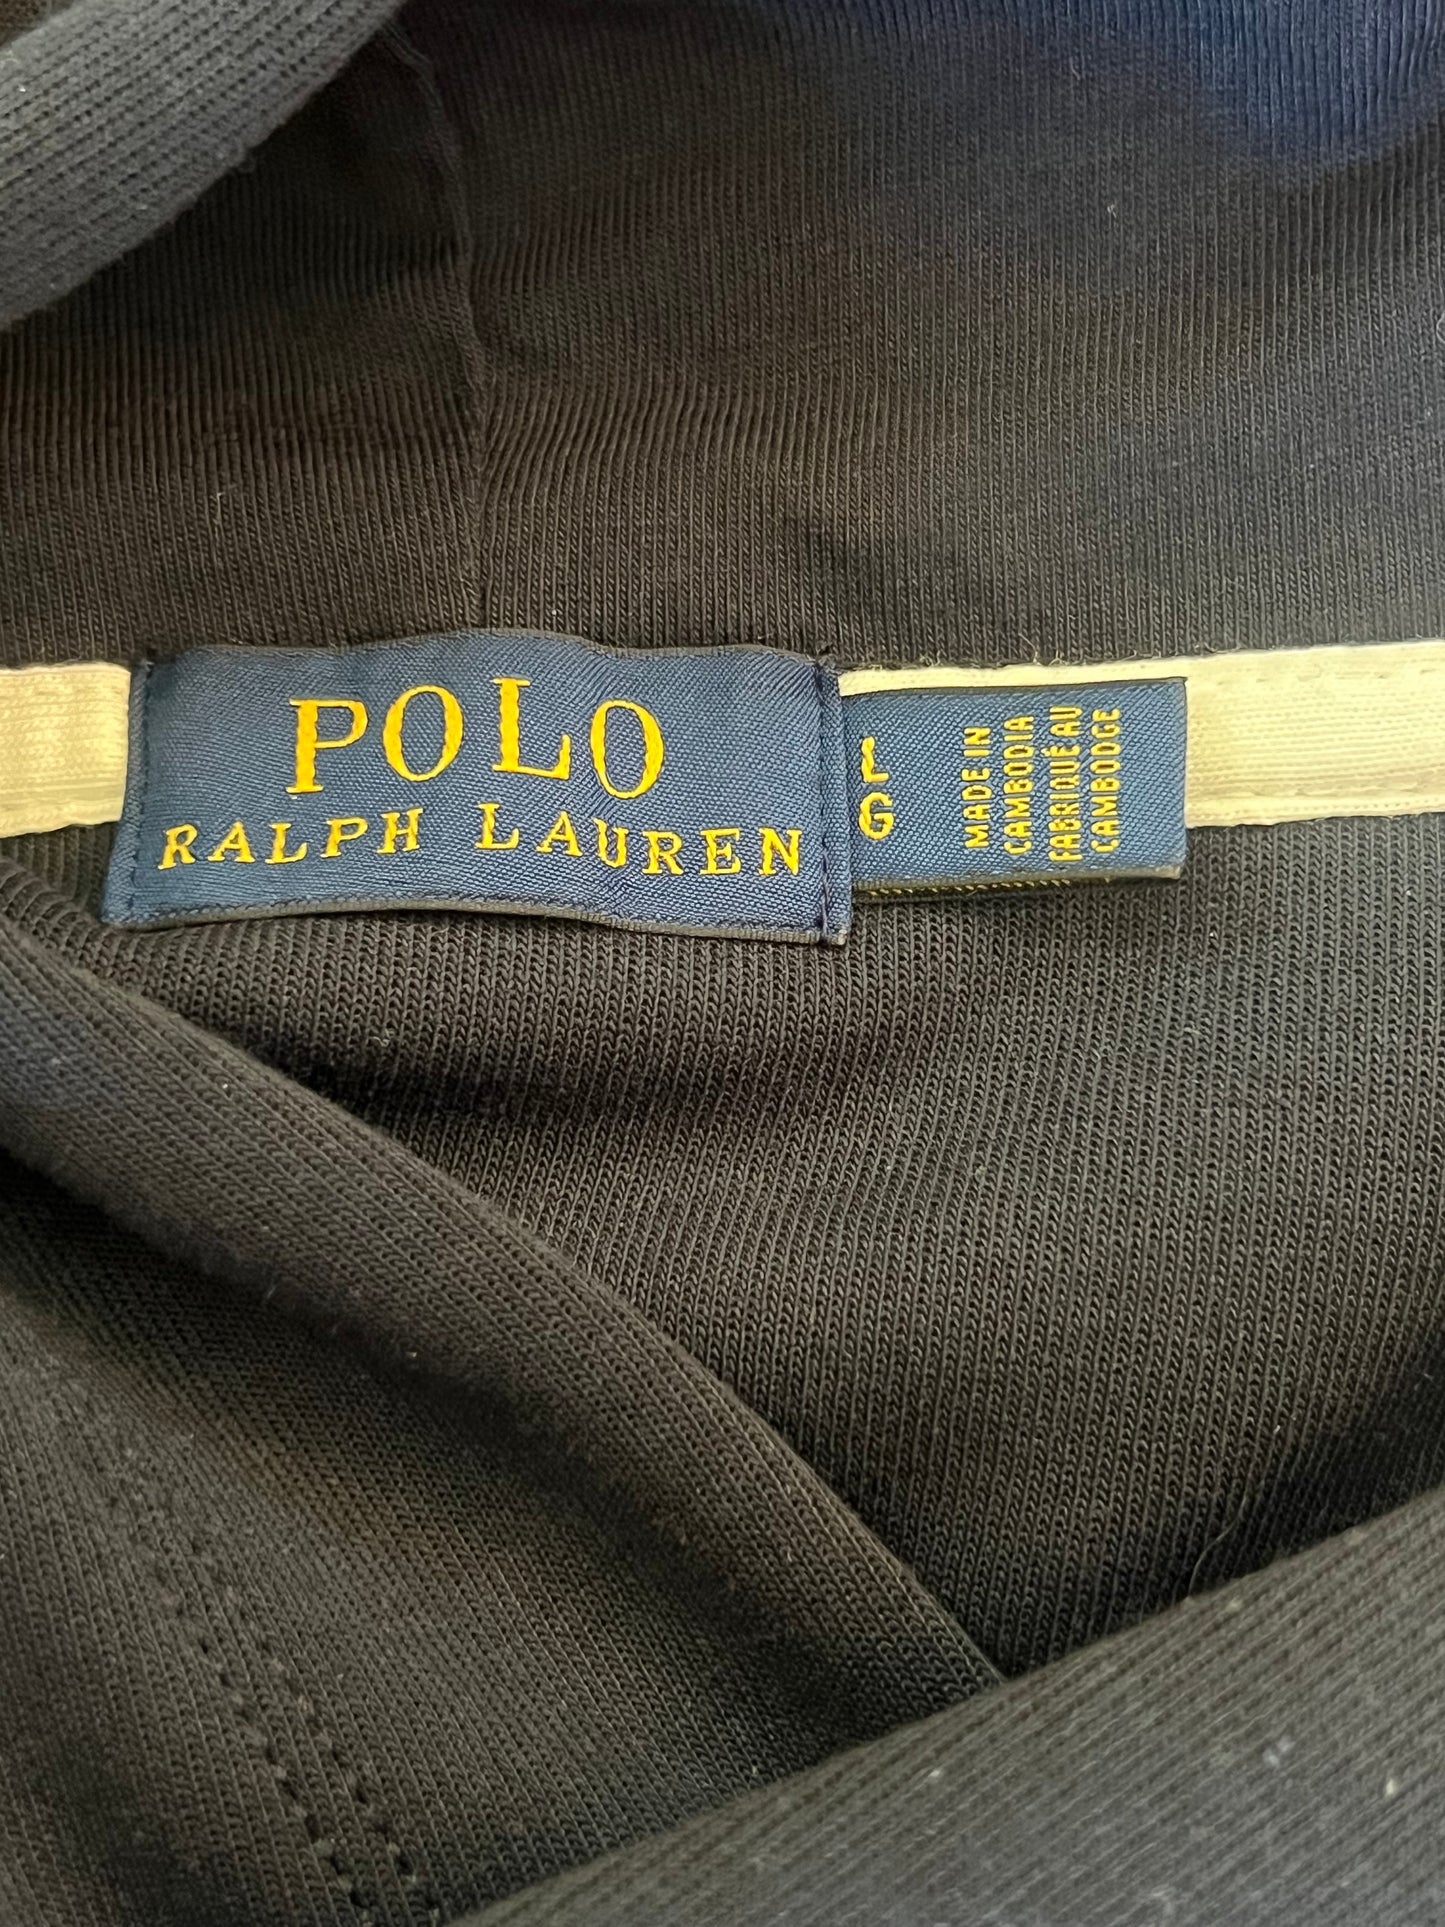 POLO
RALPH LAUREN
L
G
MADE IN
CAMBODIA
FABRIQUÉ AU
CAMBODGE